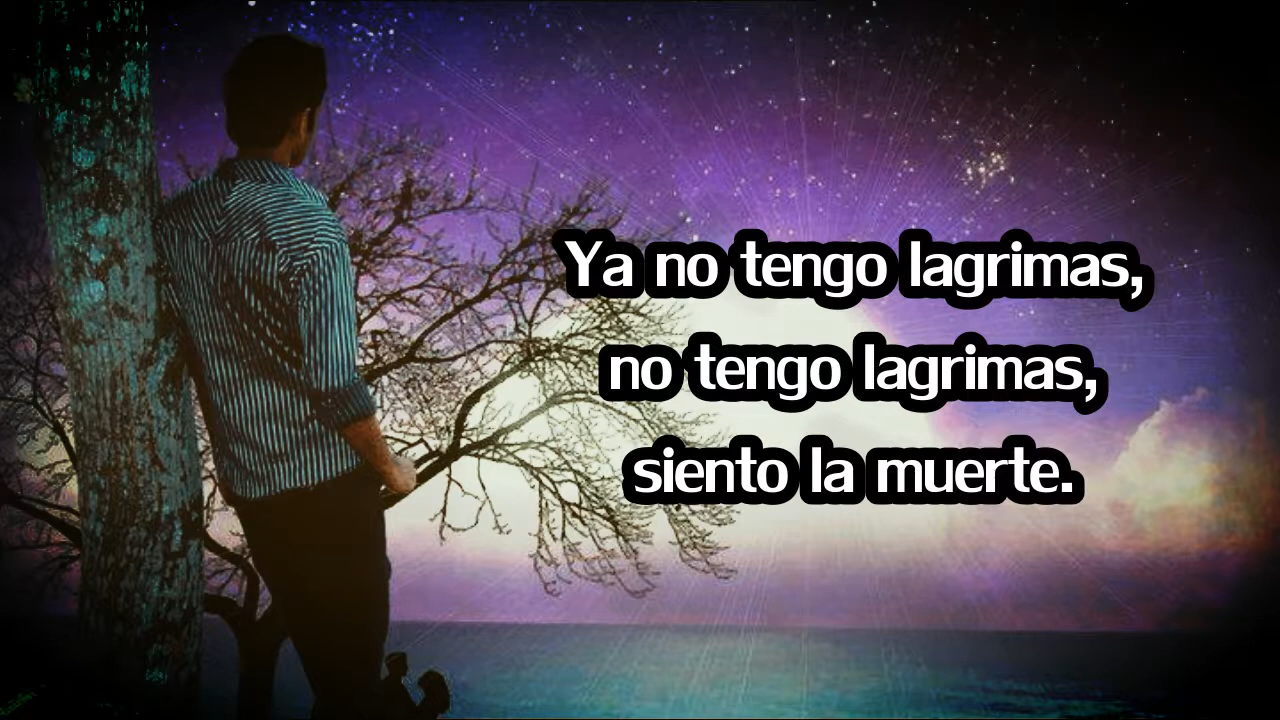 Ya no tengo lagrimas,
no tengo lagrimas,
siento la muerte.